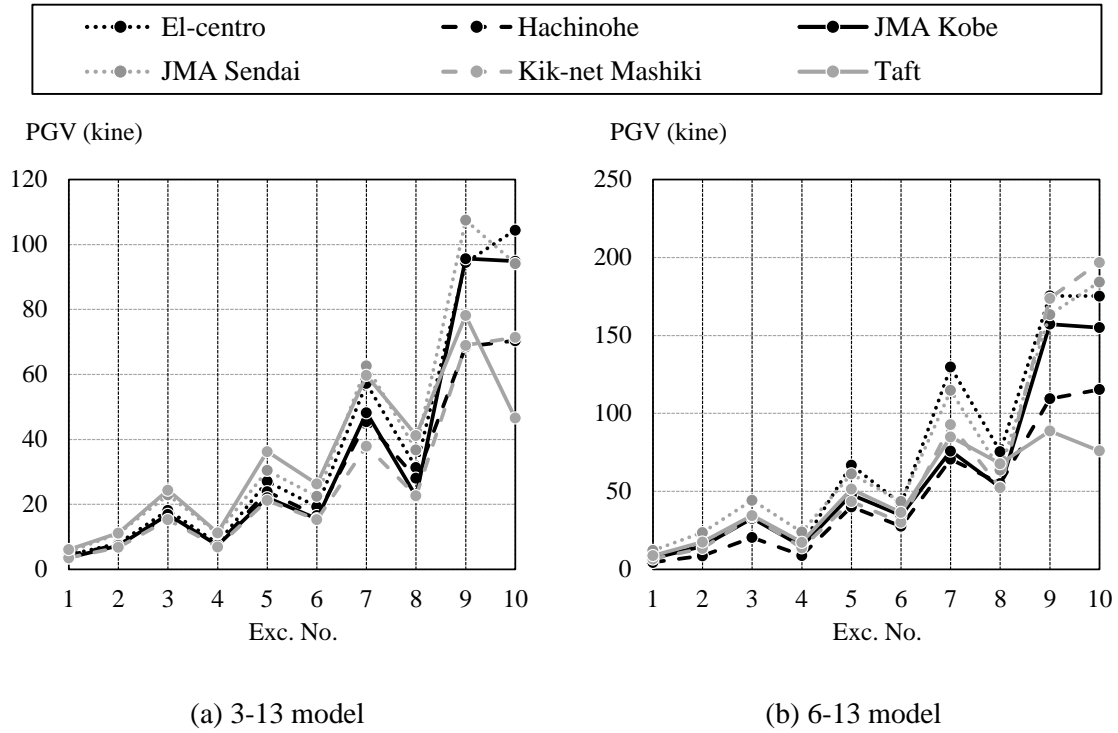 El-centro Hachinohe JMA Kobe
JMA Sendai Kik-net Mashiki Taft
PGV (kine)
120
100
80
60
40
20
0
1 2 3 4 5 6 7 8 9 10
Exc. No.
(a) 3-13 model
PGV (kine)
250
200
150
100
50
0
1 2 3 4 5 6 7 8 9 10
Exc. No.
(b) 6-13 model